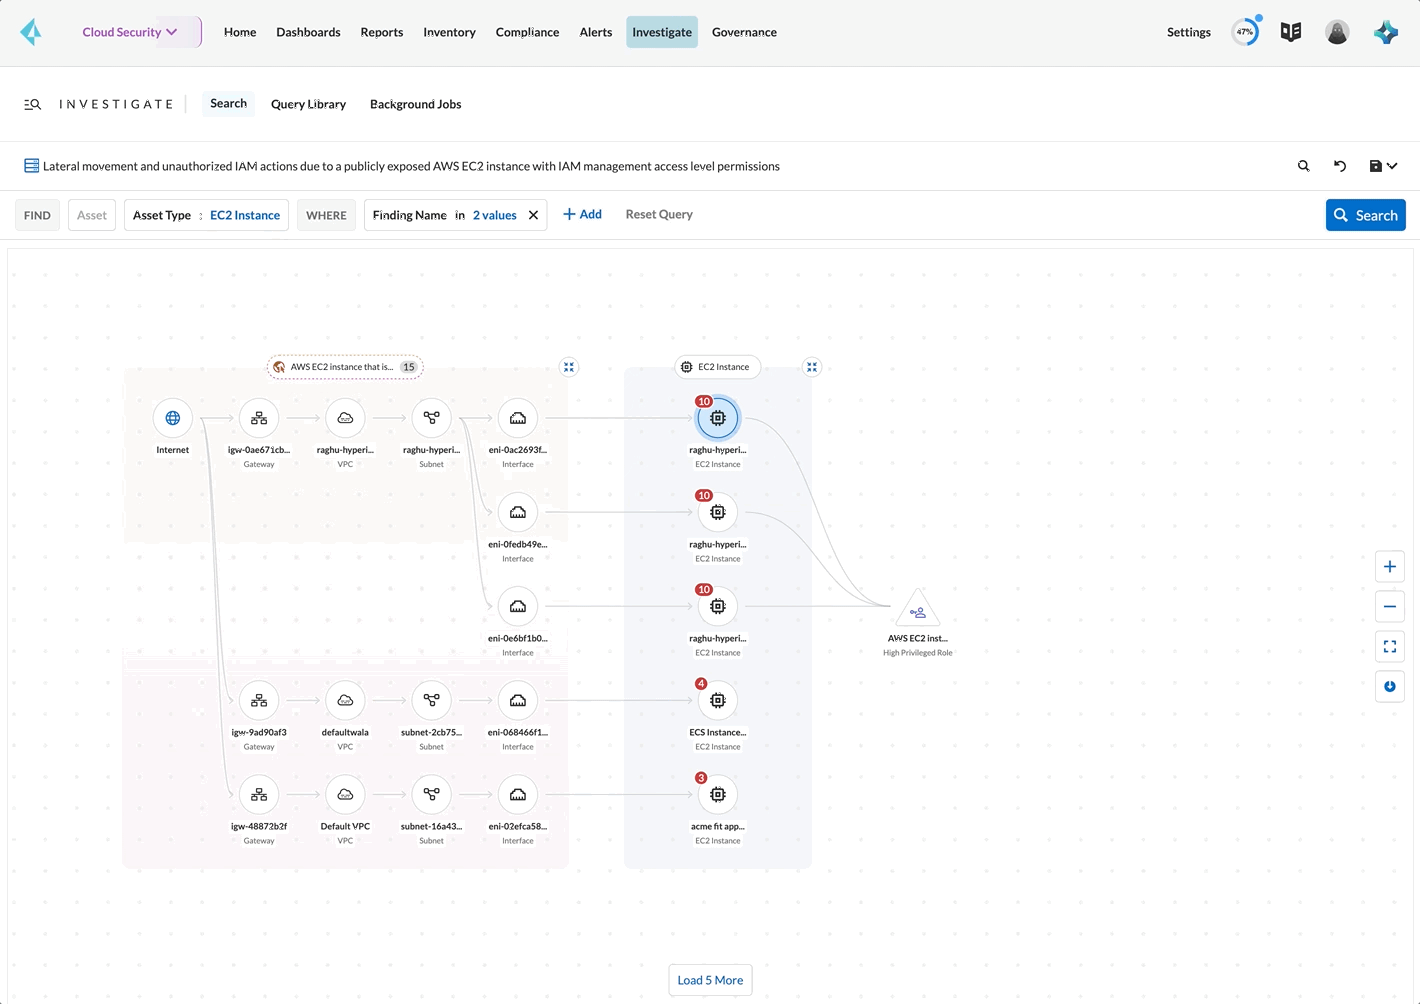 Cloud Security
Home
Dashboards
Reports
Inventory
Compliance
Alerts
Investigate
Governance
Settings
47%
INVESTIGATE
Search
Query Library
Background Jobs
Lateral movement and unauthorized IAM actions due to a publicly exposed AWS EC2 instance with IAM management access level permissions
FIND
Asset
Asset Type : EC2 Instance
WHERE
Finding Name in 2 values
Add
Reset Query
Search
AWS EC2 instance that is... 15
EC2 Instance
Internet
igw-0ae671cb...
Gateway
raghu-hyperi...
VPC
raghu-hyperi...
Subnet
eni-0ac2693f...
Interface
10
raghu-hyperi...
EC2 Instance
eni-0fedb49e...
Interface
10
raghu-hyperi...
EC2 Instance
eni-0e6bf1b0...
Interface
10
raghu-hyperi...
EC2 Instance
AWS EC2 inst...
High Privileged Role
igw-9ad90af3
Gateway
defaultwala
VPC
subnet-2cb75...
Subnet
eni-068466f1...
Interface
4
ECS Instance...
EC2 Instance
igw-48872b2f
Gateway
Default VPC
VPC
subnet-16a43...
Subnet
eni-02efca58...
Interface
3
acme fit app...
EC2 Instance
Load 5 More